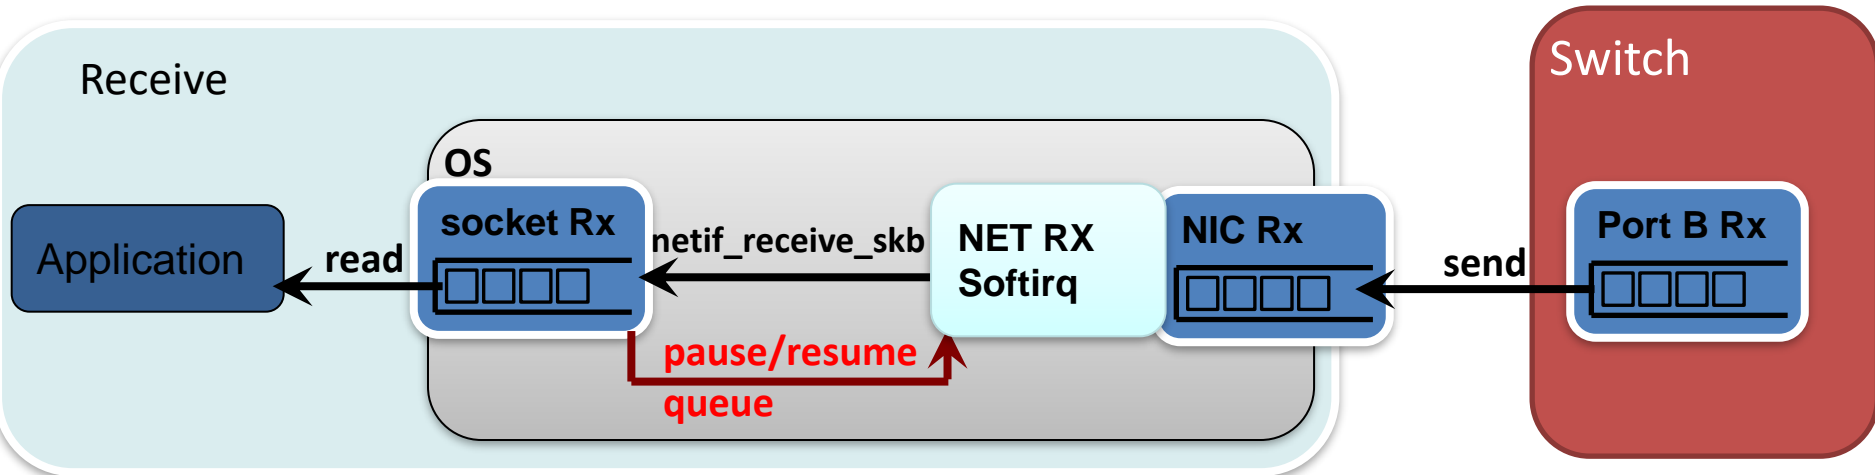 Receive
Switch
OS
Application
read
socket Rx
netif_receive_skb
NET RX
Softirq
NIC Rx
send
Port B Rx
pause/resume
queue